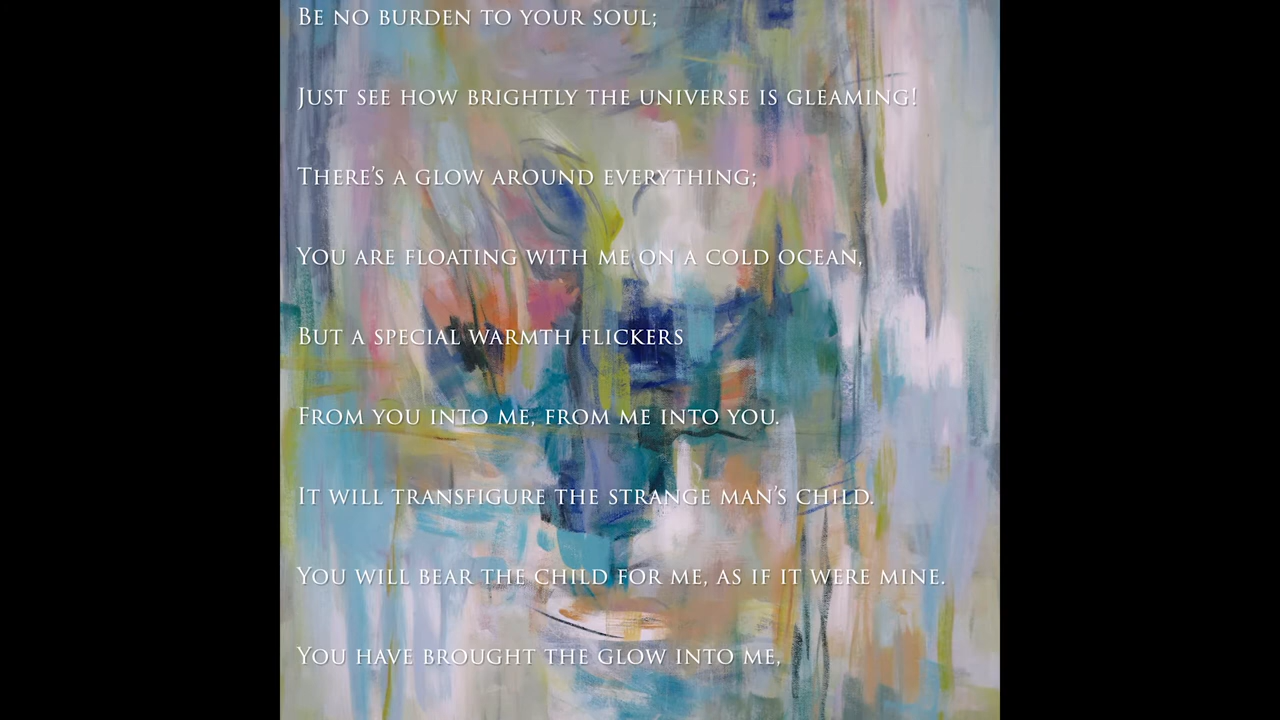 Be no burden to your soul;
Just see how brightly the universe is gleaming!
There's a glow around everything;
You are floating with me on a cold ocean,
But a special warmth flickers
From you into me, from me into you.
It will transfigure the strange man's child.
You will bear the child for me, as if it were mine.
You have brought the glow into me,